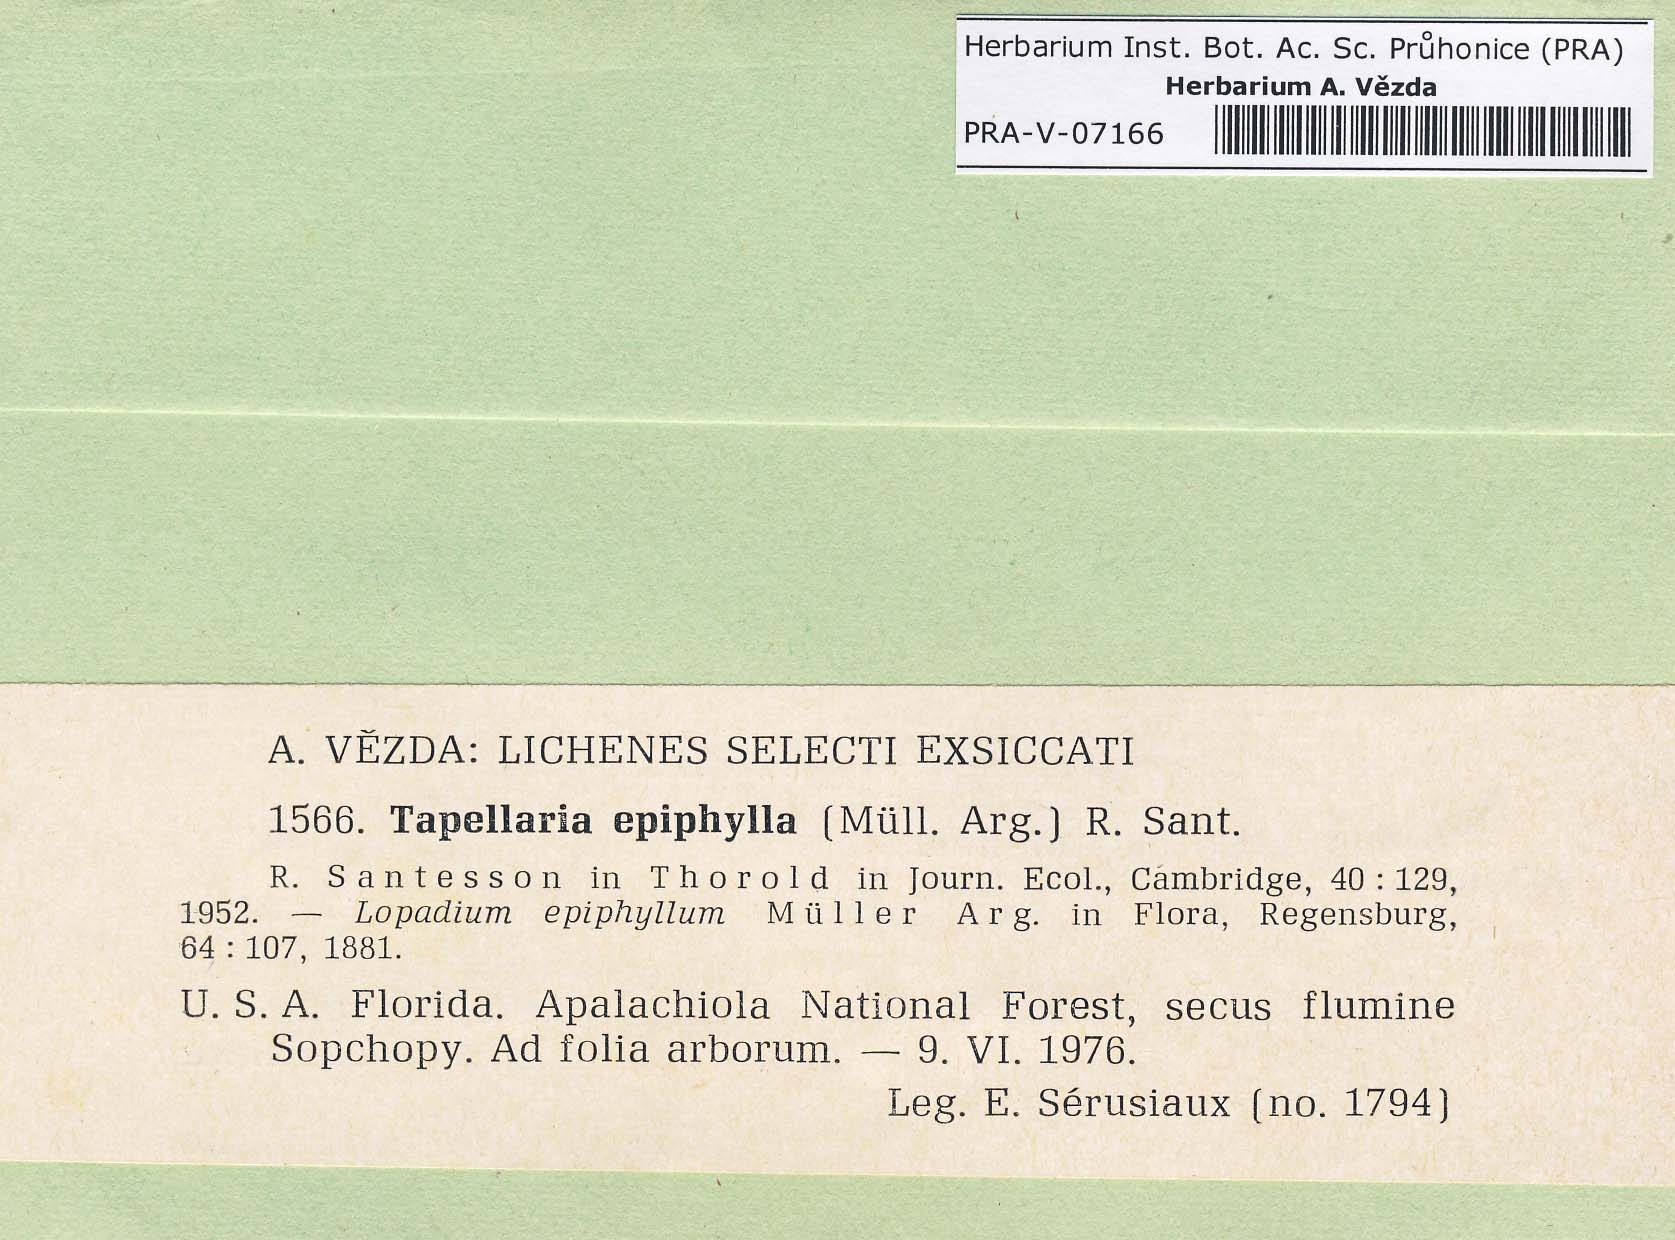 Herbarium Inst. Bot. Ac. Sc. Průhonice (PRA)
Herbarium A. Vězda
PRA-V-07166
A. VĚZDA: LICHENES SELECTI EXSICCATI
1566. Tapellaria epiphylla (Müll. Arg.) R. Sant.
R. Santesson in Thorold in Journ. Ecol., Cambridge, 40 : 129,
1952. — Lopadium epiphyllum Müller Arg. in Flora, Regensburg,
64 : 107, 1881.
U. S. A. Florida. Apalachiola National Forest, secus flumine
Sopchopy. Ad folia arborum. — 9. VI. 1976.
Leg. E. Sérusiaux (no. 1794)